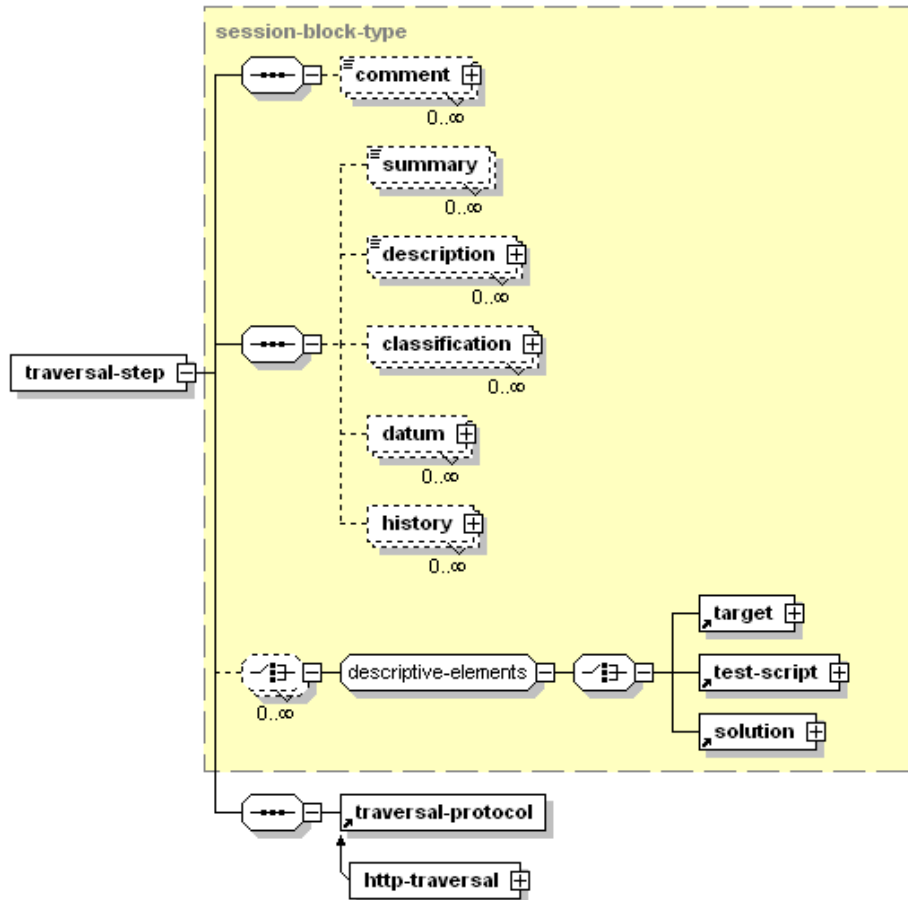 session-block-type
comment
0..∞
summary
0..∞
description
0..∞
classification
0..∞
traversal-step
datum
0..∞
history
0..∞
target
descriptive-elements
test-script
0..∞
solution
traversal-protocol
http-traversal